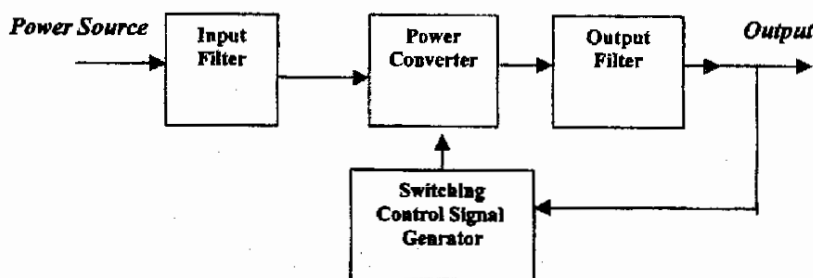 Power Source
Input
Filter
Power
Converter
Output
Filter
Output
Switching
Control Signal
Genrator